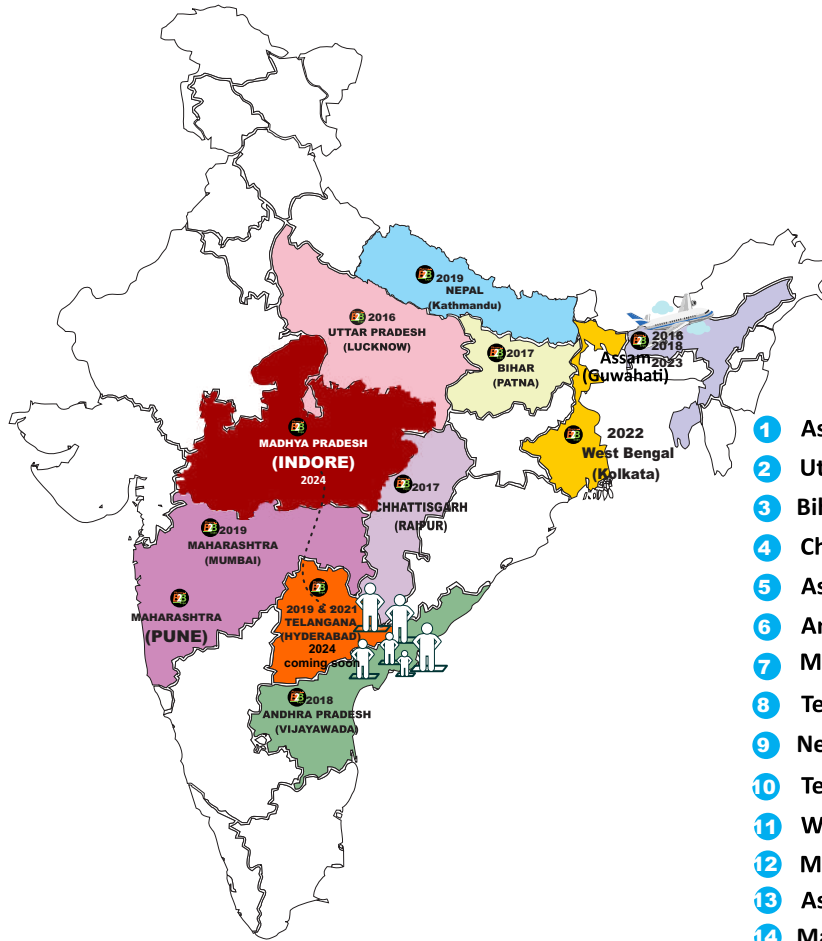 2019
NEPAL
(Kathmandu)
2016
UTTAR PRADESH
(LUCKNOW)
2016
2018
2023
Assam
(Guwahati)
2017
BIHAR
(PATNA)
MADHYA PRADESH
(INDORE)
2024
2022
West Bengal
(Kolkata)
2017
CHHATTISGARH
(RAIPUR)
2019
MAHARASHTRA
(MUMBAI)
MAHARASHTRA
(PUNE)
2019 & 2021
TELANGANA
(HYDERABAD)
2024
coming soon
2018
ANDHRA PRADESH
(VIJAYAWADA)
1 As
2 Ut
3 Bil
4 Ch
5 As
6 An
7 M
8 Te
9 Ne
10 Te
11 W
12 M
13 As
14 Ma